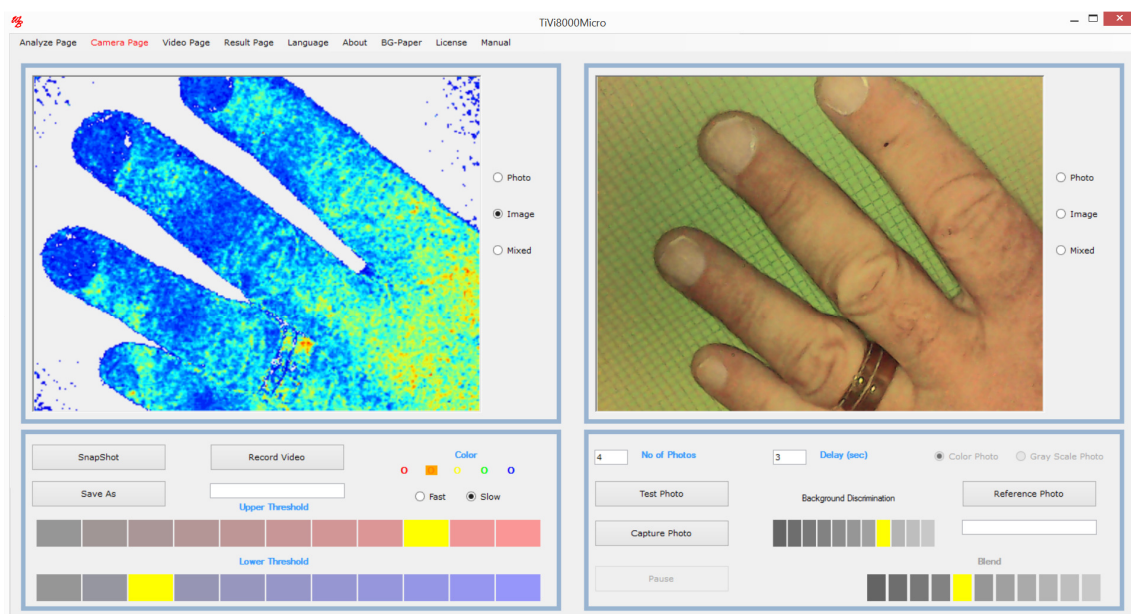 TiVi8000Micro
Analyze Page Camera Page Video Page Result Page Language About BG-Paper License Manual
Photo
Image
Mixed
Photo
Image
Mixed
SnapShot
Record Video
Color
O O O O O
Save As
Fast
Slow
Upper Threshold
Lower Threshold
4 No of Photos
3 Delay (sec)
Color Photo
Gray Scale Photo
Test Photo
Background Discrimination
Reference Photo
Capture Photo
Blend
Pause